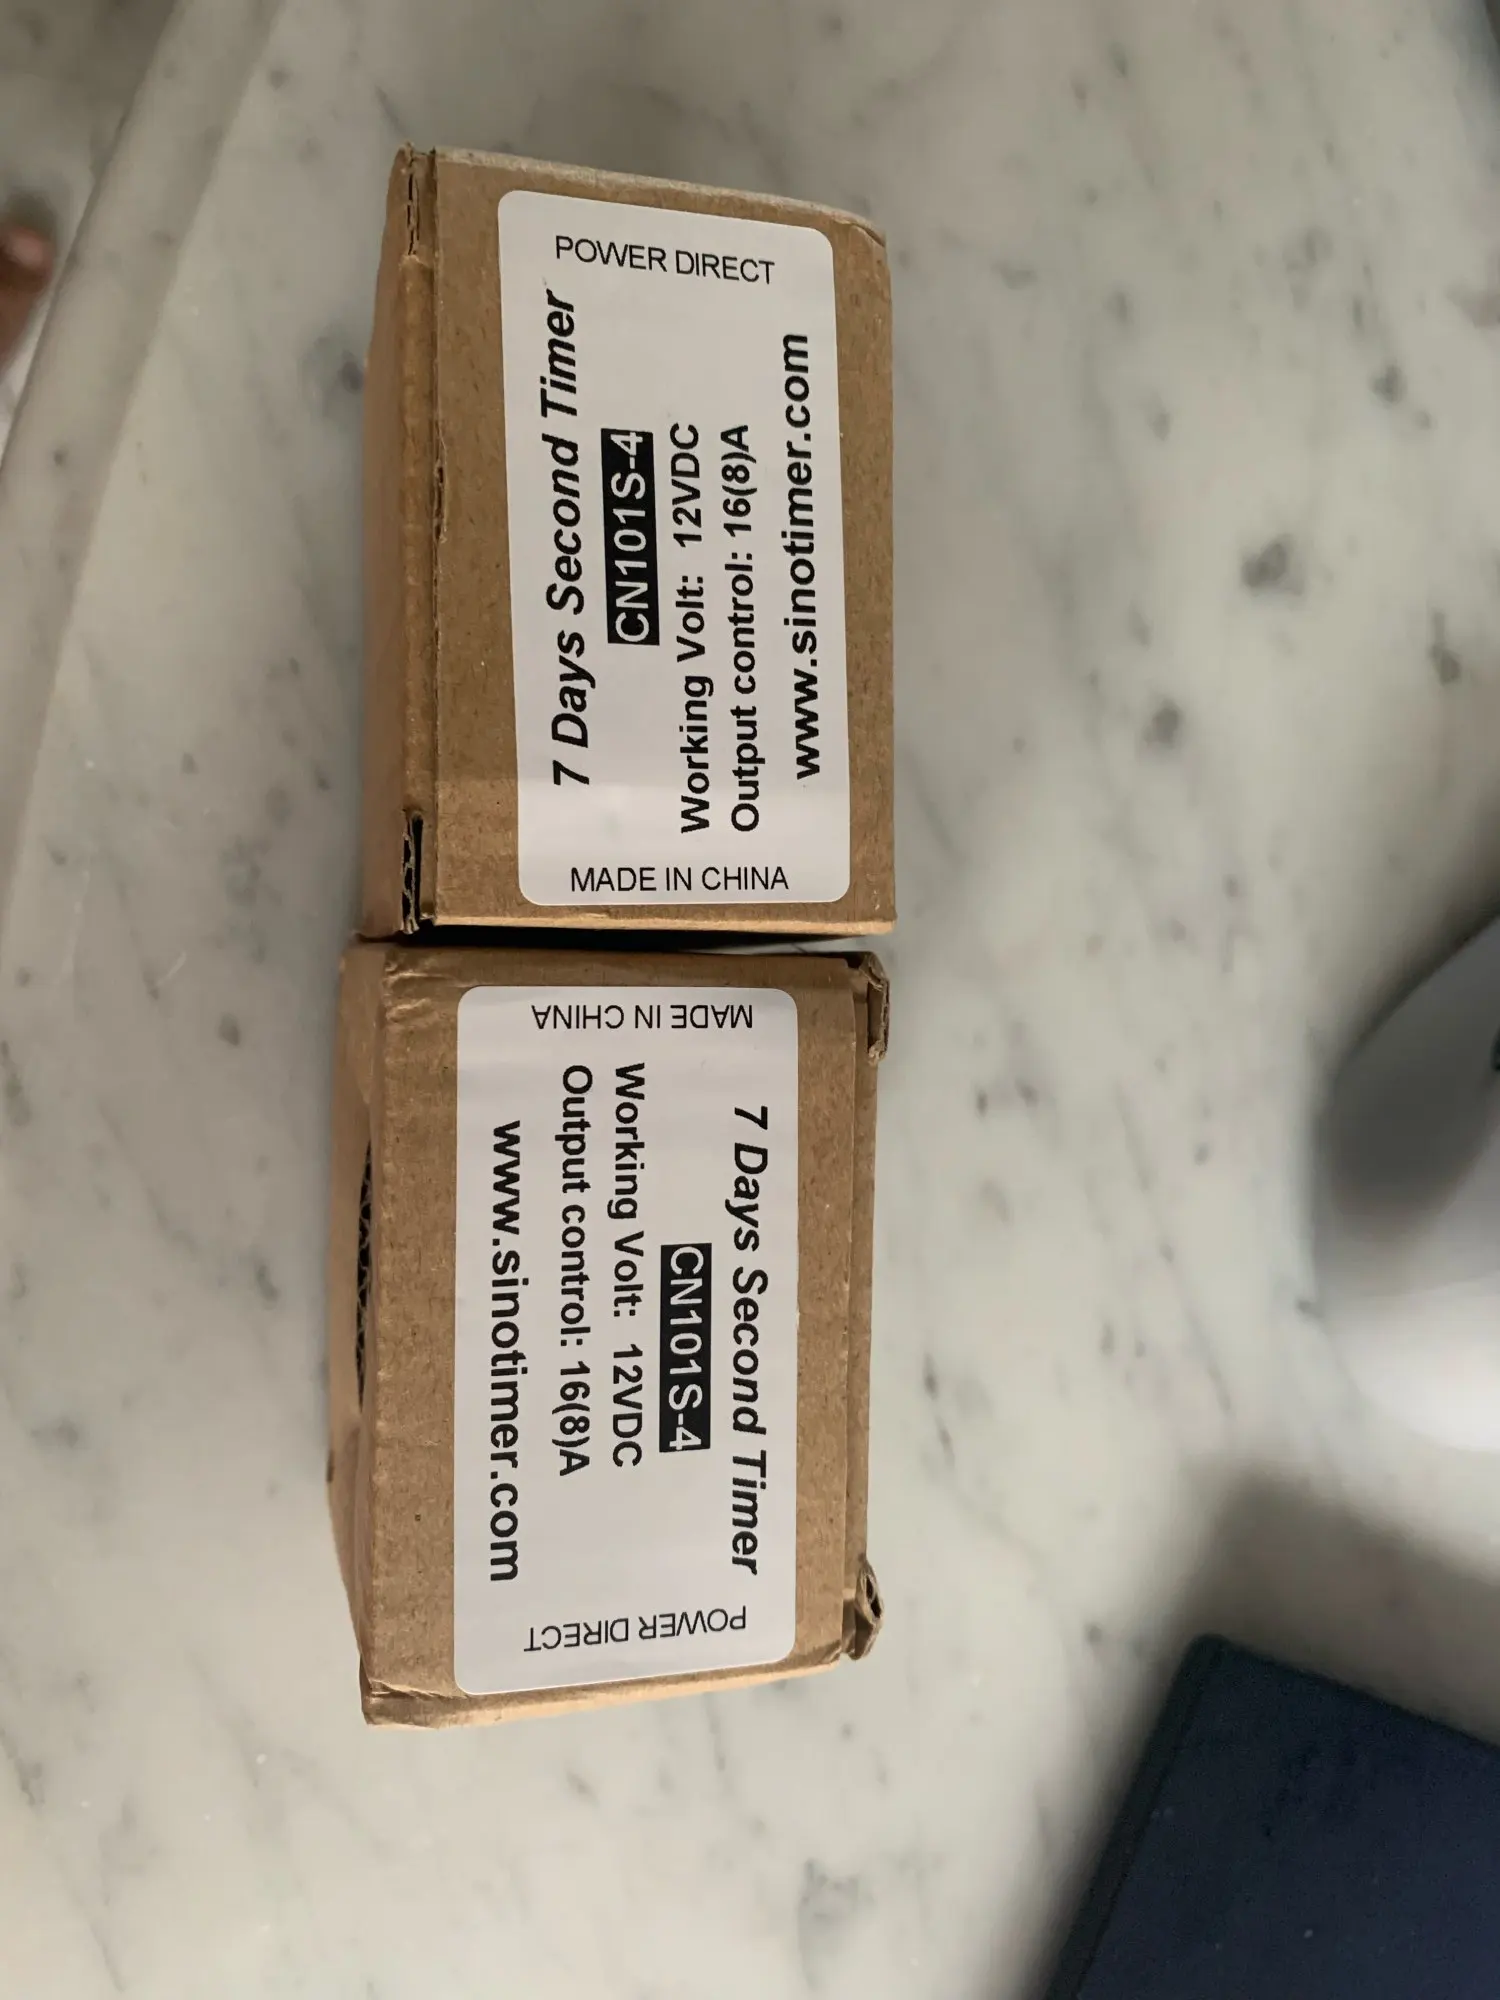 POWER DIRECT
7 Days Second Timer
CN101S-4
Working Volt: 12VDC
Output control: 16(8)A
www.sinotimer.com
MADE IN CHINA
MADE IN CHINA
7 Days Second Timer
CN101S-4
Working Volt: 12VDC
Output control: 16(8)A
www.sinotimer.com
POWER DIRECT